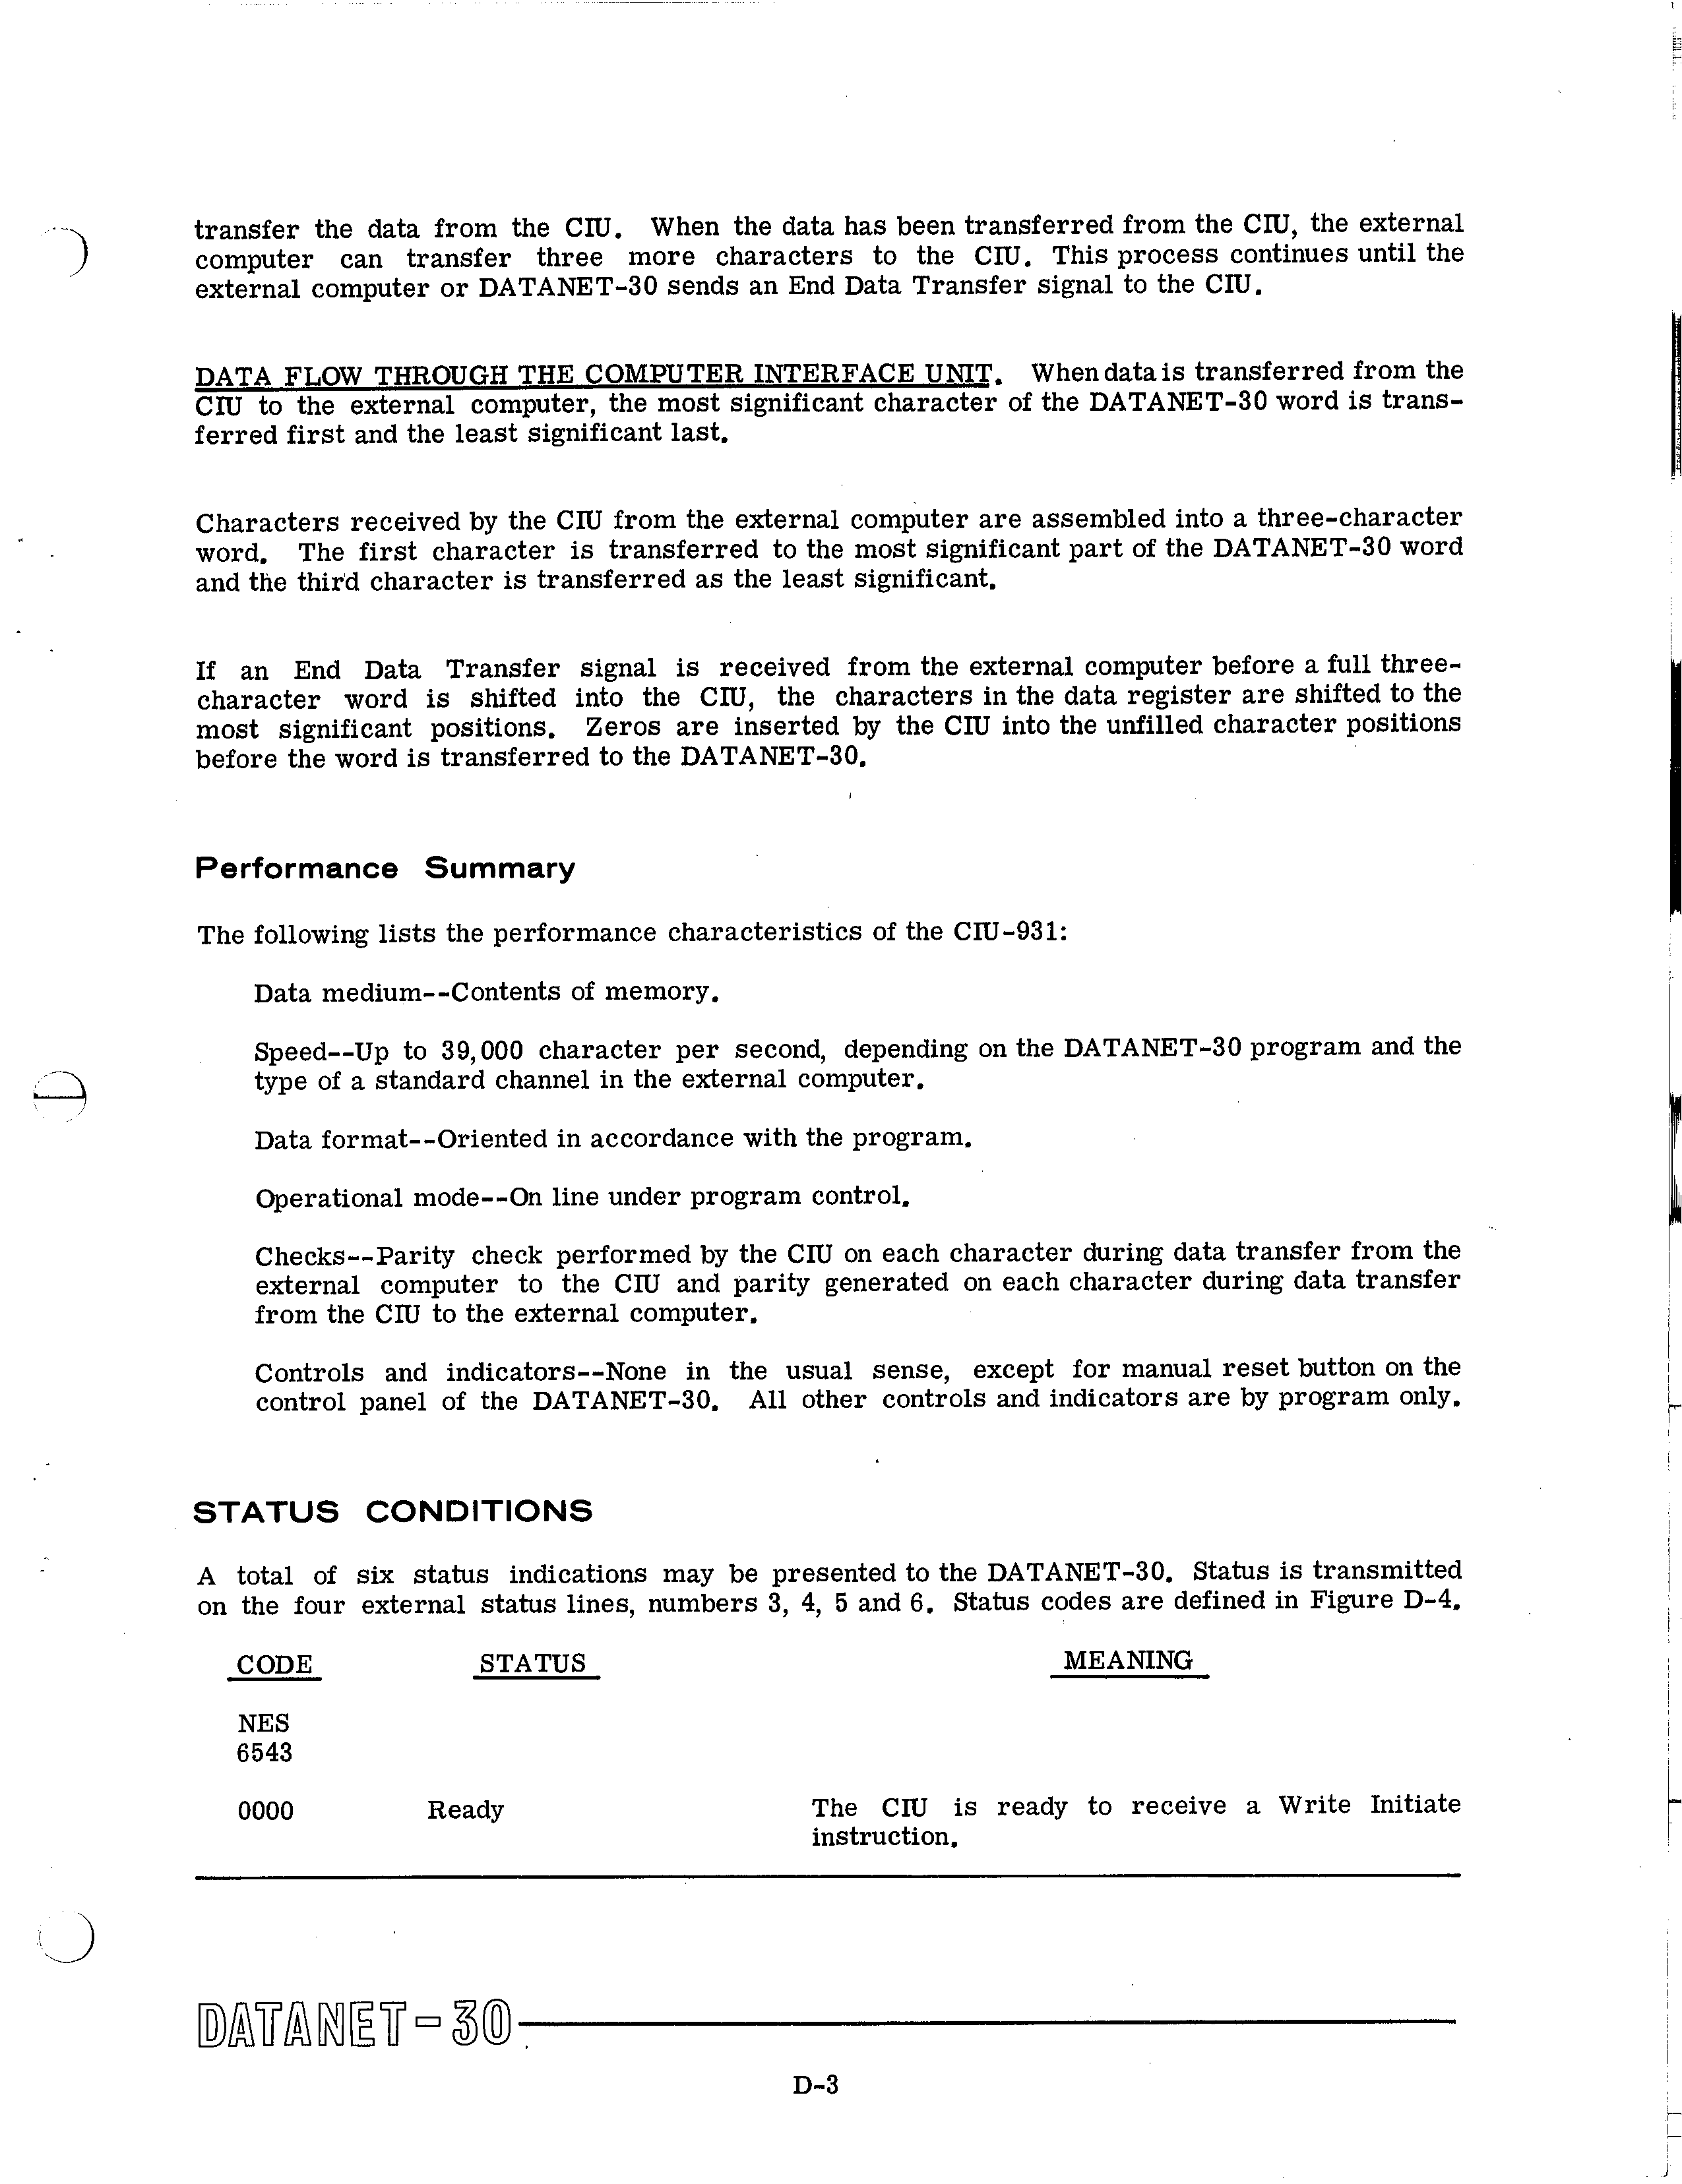 transfer the data from the CIU. When the data has been transferred from the CIU, the external
computer can transfer three more characters to the CIU. This process continues until the
external computer or DATANET-30 sends an End Data Transfer signal to the CIU.
DATA FLOW THROUGH THE COMPUTER INTERFACE UNIT. When data is transferred from the
CIU to the external computer, the most significant character of the DATANET-30 word is trans-
ferred first and the least significant last.
Characters received by the CIU from the external computer are assembled into a three-character
word. The first character is transferred to the most significant part of the DATANET-30 word
and the third character is transferred as the least significant.
If an End Data Transfer signal is received from the external computer before a full three-
character word is shifted into the CIU, the characters in the data register are shifted to the
most significant positions. Zeros are inserted by the CIU into the unfilled character positions
before the word is transferred to the DATANET-30.
Performance Summary
The following lists the performance characteristics of the CIU-931:
Data medium--Contents of memory.
Speed--Up to 39,000 character per second, depending on the DATANET-30 program and the
type of a standard channel in the external computer.
Data format--Oriented in accordance with the program.
Operational mode--On line under program control.
Checks--Parity check performed by the CIU on each character during data transfer from the
external computer to the CIU and parity generated on each character during data transfer
from the CIU to the external computer.
Controls and indicators--None in the usual sense, except for manual reset button on the
control panel of the DATANET-30. All other controls and indicators are by program only.
STATUS CONDITIONS
A total of six status indications may be presented to the DATANET-30. Status is transmitted
on the four external status lines, numbers 3, 4, 5 and 6. Status codes are defined in Figure D-4.
CODE STATUS MEANING
NES
6543
0000 Ready The CIU is ready to receive a Write Initiate
instruction.
DATANET-30
D-3